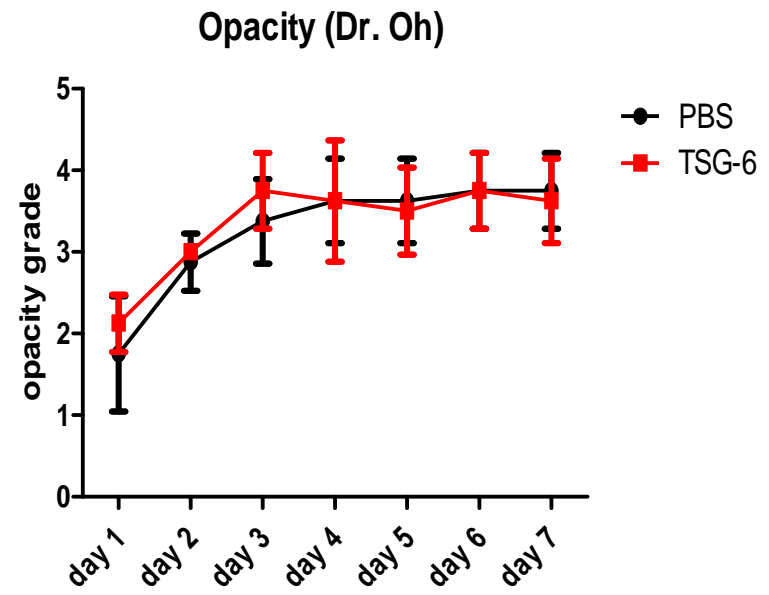 Opacity (Dr. Oh)
5
4
3
2
1
0
opacity grade
day 1
day 2
day 3
day 4
day 5
day 6
day 7
PBS
TSG-6